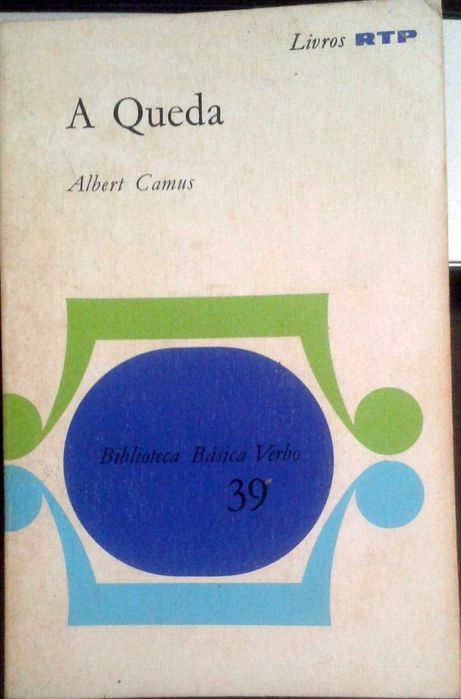 Livros RTP
A Queda
Albert Camus
Biblioteca Básica Verbo
39